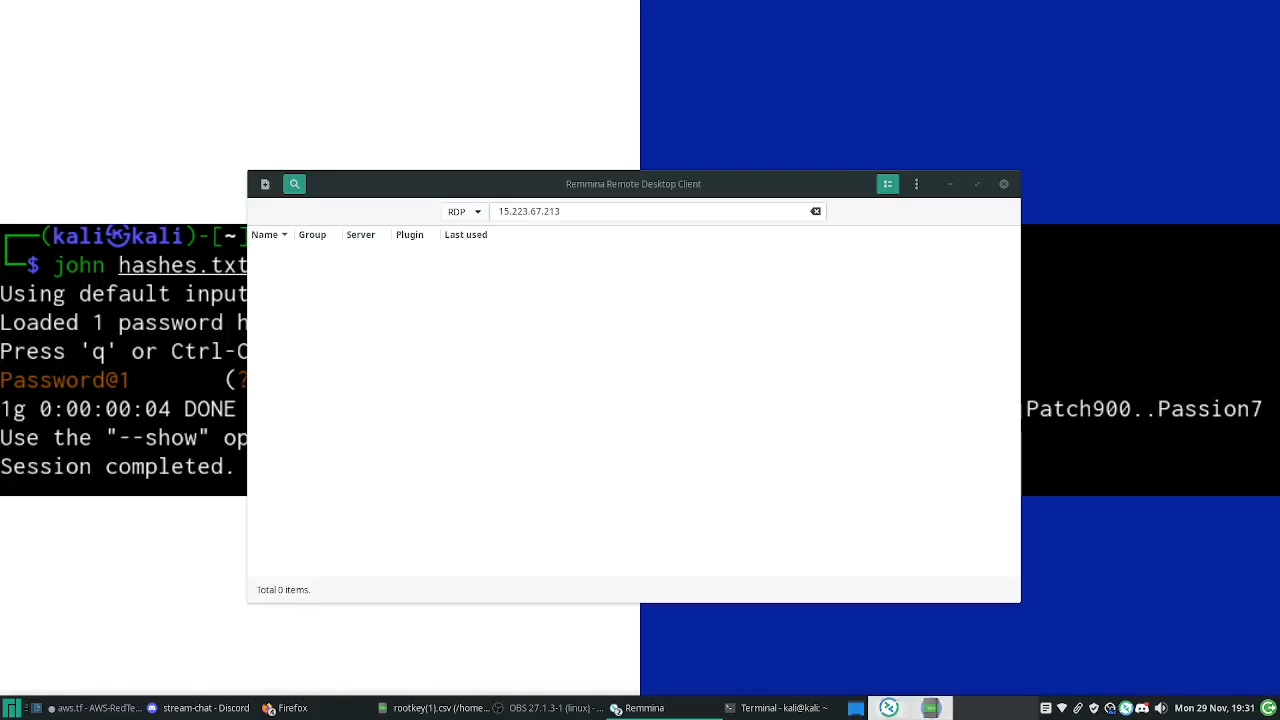 Remmina Remote Desktop Client
RDP 15.223.67.213
Name Group Server Plugin Last used
(kali㉿kali)-[~
$ john hashes.txt
Using default input
Loaded 1 password h
Press 'q' or Ctrl-C
Password@1 (?
1g 0:00:00:04 DONE Patch900..Passion7
Use the "--show" op
Session completed.
Total 0 items.
aws.tf - AWS-RedTe... stream-chat - Discord Firefox rootkey(1).csv (/home... OBS 27.1.3-1 (linux) - ... Remmina Terminal - kali@kali: ~ Mon 29 Nov, 19:31